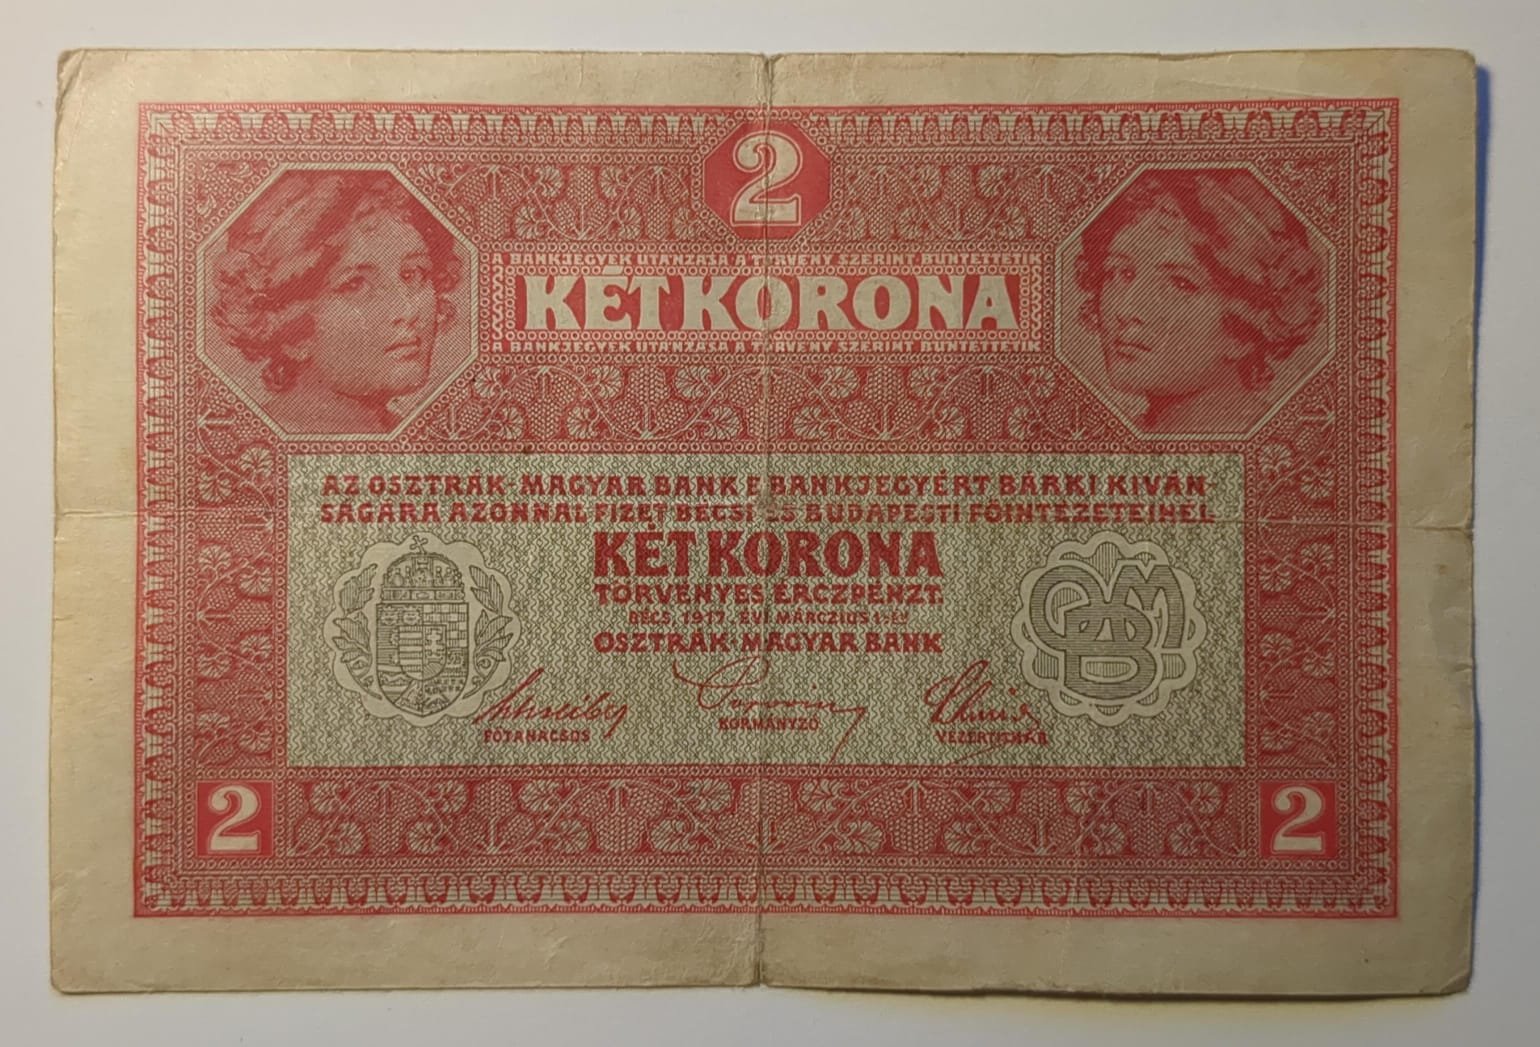 2
A BANKJEGYEK UTÁNZÁSA A TÖRVÉNY SZERINT BÜNTETTETIK
KÉT KORONA
A BANKJEGYEK UTÁNZÁSA A TÖRVÉNY SZERINT BÜNTETTETIK
AZ OSZTRÁK-MAGYAR BANK E BANKJEGYÉRT BÁRKI KIVÁN-
SÁGÁRA AZONNAL FIZET BÉCSI ÉS BUDAPESTI FŐINTÉZETEINÉL
KÉT KORONA
TÖRVÉNYES ÉRCZPÉNZT.
BÉCS, 1917. ÉVI MÁRCZIUS 1-ÉN
OSZTRÁK-MAGYAR BANK
FŐTANÁCSOS
KORMÁNYZÓ
VEZÉRTITKÁR
2
2